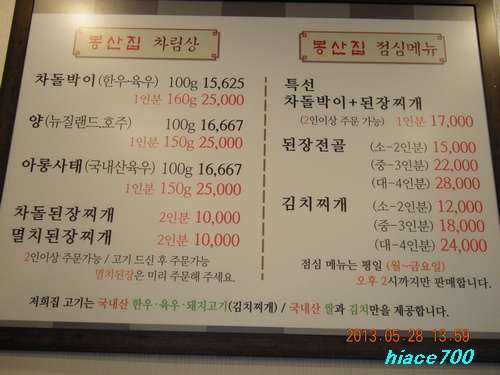 봉산집 차림상
차돌박이(한우·육우) 100g 15,625
1인분 160g 25,000
양(뉴질랜드.호주) 100g 16,667
1인분 150g 25,000
아롱사태(국내산육우) 100g 16,667
1인분 150g 25,000
차돌된장찌개 2인분 10,000
멸치된장찌개 2인분 10,000
2인이상 주문가능 / 고기 드신 후 주문가능
멸치된장은 미리 주문해 주세요.
봉산집 점심메뉴
특선
차돌박이+된장찌개
(2인이상 주문 가능) 1인분 17,000
된장전골 (소-2인분) 15,000
(중-3인분) 22,000
(대-4인분) 28,000
김치찌개 (소-2인분) 12,000
(중-3인분) 18,000
(대-4인분) 24,000
점심 메뉴는 평일 (월~금요일)
오후 2시까지만 판매합니다.
저희집 고기는 국내산 한우·육우·돼지고기(김치찌개) / 국내산 쌀과 김치만을 제공합니다.
2013.05.28 13:59
hiace700